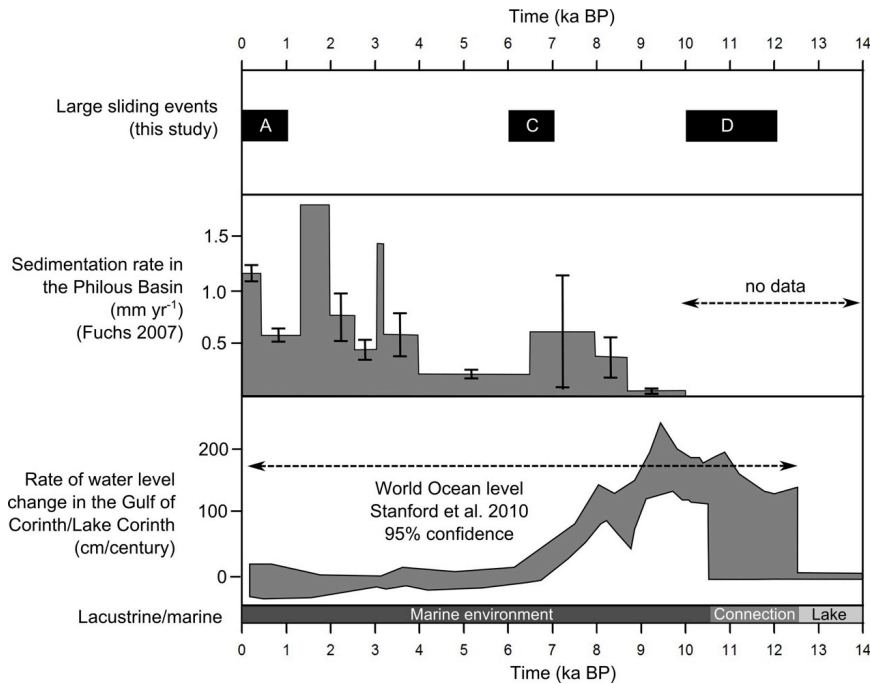 Time (ka BP)
0 1 2 3 4 5 6 7 8 9 10 11 12 13 14
Large sliding events
(this study)
A C D
Sedimentation rate in
the Philous Basin
(mm yr-1)
(Fuchs 2007)
1.5
1.0
0.5
no data
Rate of water level
change in the Gulf of
Corinth/Lake Corinth
(cm/century)
200
100
0
World Ocean level
Stanford et al. 2010
95% confidence
Lacustrine/marine
Marine environment Connection Lake
0 1 2 3 4 5 6 7 8 9 10 11 12 13 14
Time (ka BP)